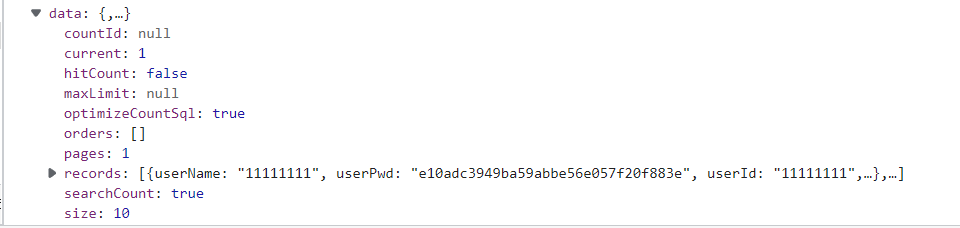 data: {,…}
countId: null
current: 1
hitCount: false
maxLimit: null
optimizeCountSql: true
orders: []
pages: 1
records: [{userName: "11111111", userPwd: "e10adc3949ba59abbe56e057f20f883e", userId: "11111111",…},…]
searchCount: true
size: 10